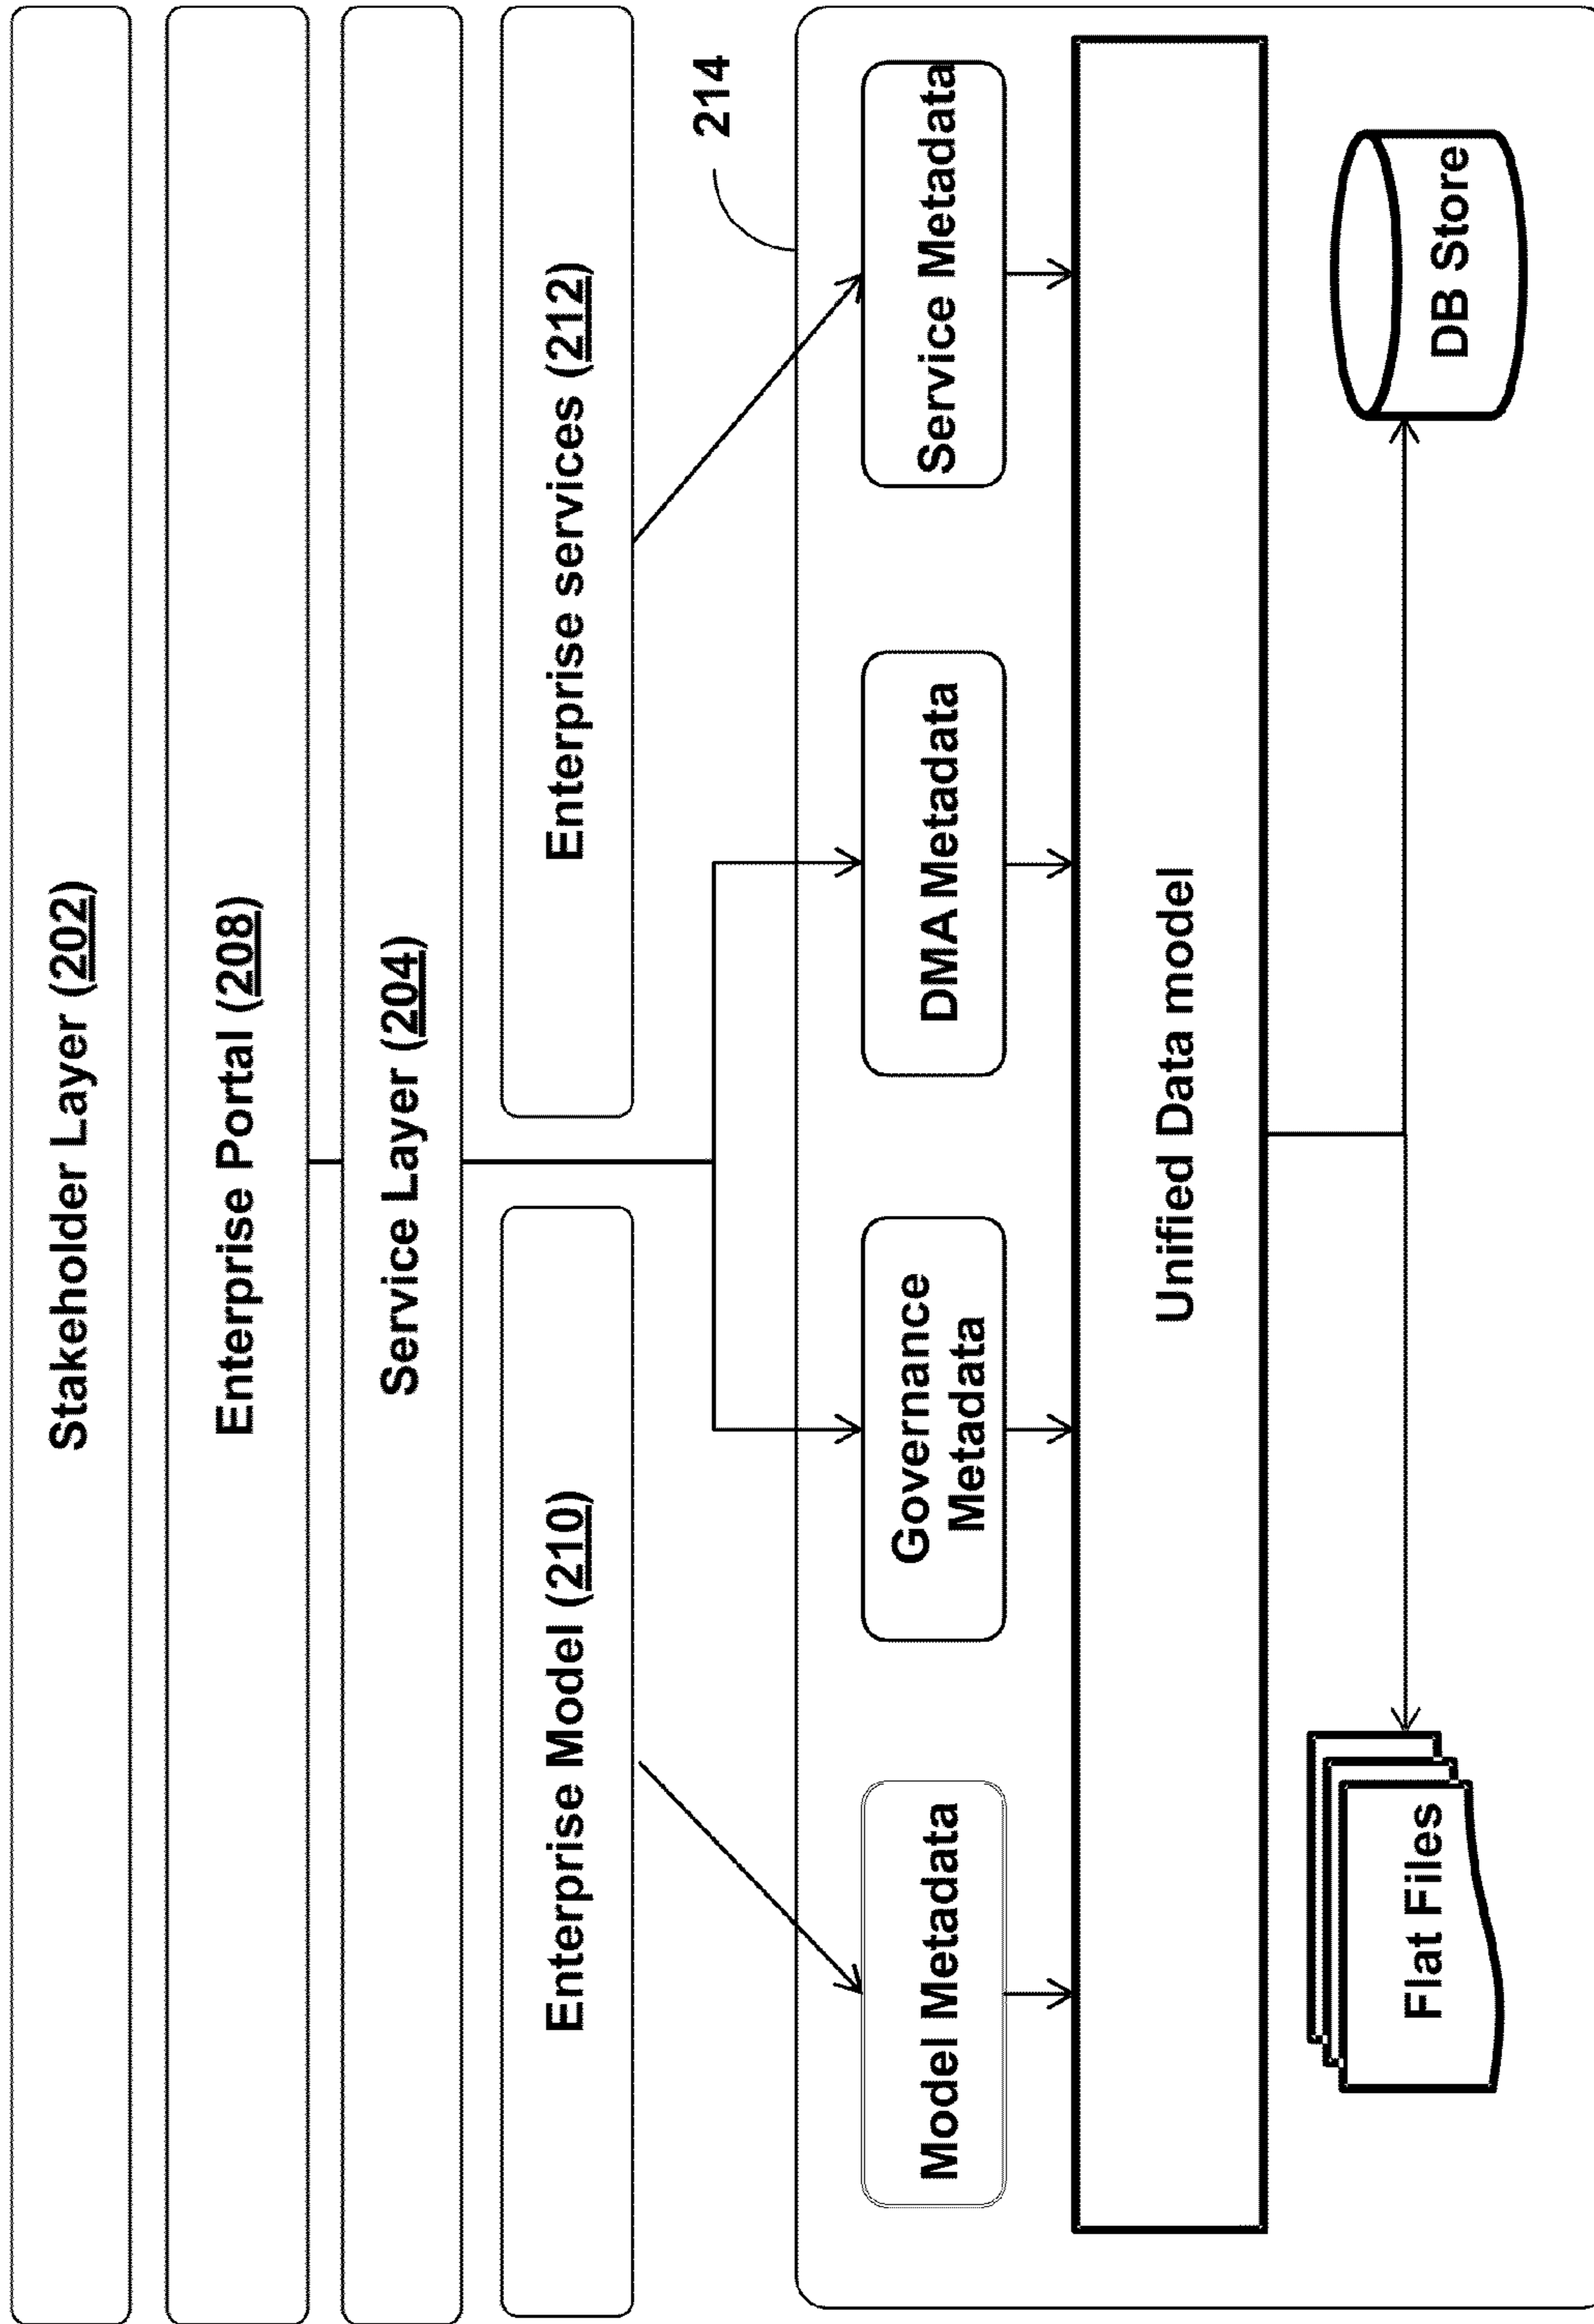 Stakeholder Layer (202)
Enterprise Portal (208)
Service Layer (204)
Enterprise Model (210)
Enterprise services (212)
214
Model Metadata
Governance
Metadata
DMA Metadata
Service Metadata
Unified Data model
Flat Files
DB Store